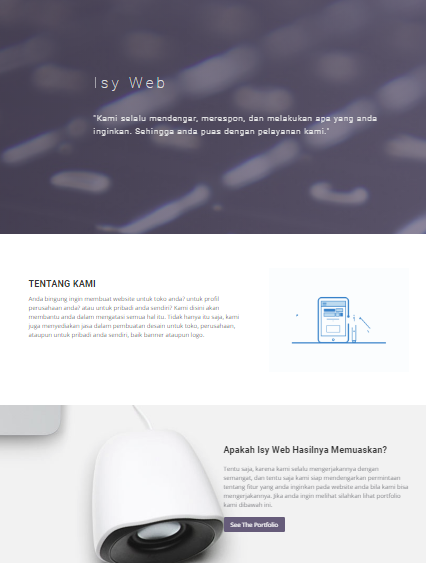 Isy Web
"Kami selalu mendengar, merespon, dan melakukan apa yang anda
inginkan. Sehingga anda puas dengan pelayanan kami."
TENTANG KAMI
Anda bingung ingin membuat website untuk toko anda? untuk profil
perusahaan anda? atau untuk pribadi anda sendiri? Kami disini akan
membantu anda dalam mengatasi semua hal itu. Tidak hanya itu saja, kami
juga menyediakan jasa dalam pembuatan desain untuk toko, perusahaan,
ataupun untuk pribadi anda sendiri, baik banner ataupun logo.
Apakah Isy Web Hasilnya Memuaskan?
Tentu saja, karena kami selalu mengerjakannya dengan
semangat, dan tentu saja kami siap mendengarkan permintaan
tentang fitur yang anda inginkan pada website anda bila kami bisa
mengerjakannya. Jika anda ingin melihat silahkan lihat portfolio
kami dibawah ini.
See The Portfolio